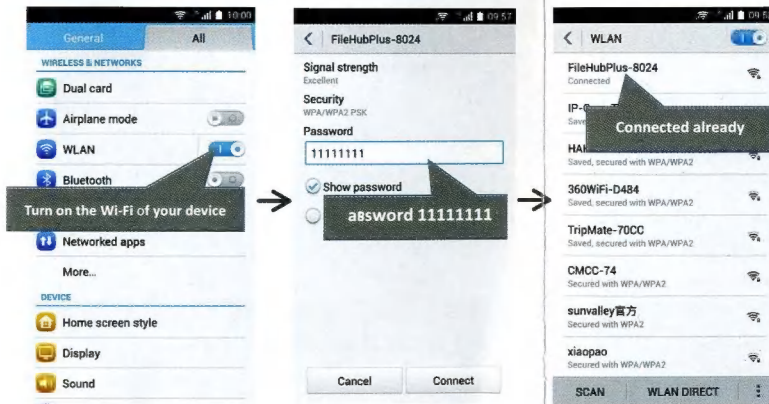 10:00
General All
WIRELESS & NETWORKS
Dual card
Airplane mode
WLAN
Bluetooth
Turn on the Wi-Fi of your device
Networked apps
More...
DEVICE
Home screen style
Display
Sound
09:57
FileHubPlus-8024
Signal strength
Excellent
Security
WPA/WPA2 PSK
Password
11111111
Show password
aBsword 11111111
Cancel Connect
WLAN
FileHubPlus-8024
Connected
Connected already
Saved, secured with WPA/WPA2
360WiFi-D484
Saved, secured with WPA/WPA2
TripMate-70CC
Saved, secured with WPA/WPA2
CMCC-74
Secured with WPA/WPA2
sunvalley官方
Secured with WPA2
xiaopao
Secured with WPA/WPA2
SCAN WLAN DIRECT